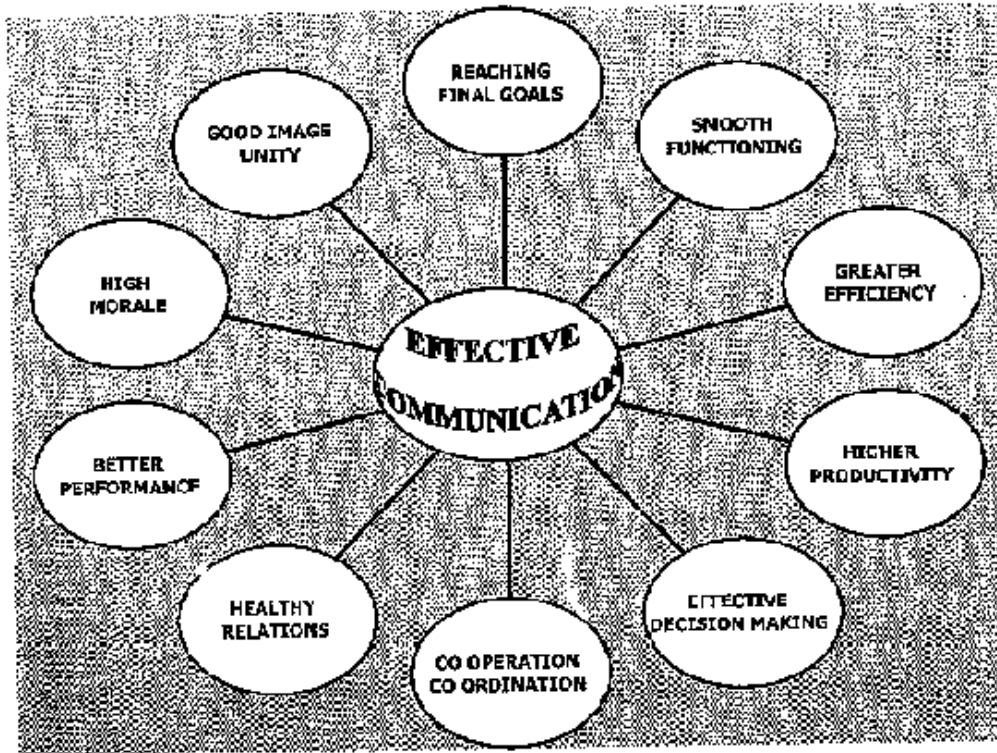 REACHING
FINAL GOALS
SMOOTH
FUNCTIONING
GREATER
EFFICIENCY
HIGHER
PRODUCTIVITY
EFFECTIVE
DECISION MAKING
CO OPERATION
CO ORDINATION
HEALTHY
RELATIONS
BETTER
PERFORMANCE
HIGH
MORALE
GOOD IMAGE
UNITY
EFFECTIVE
COMMUNICATION